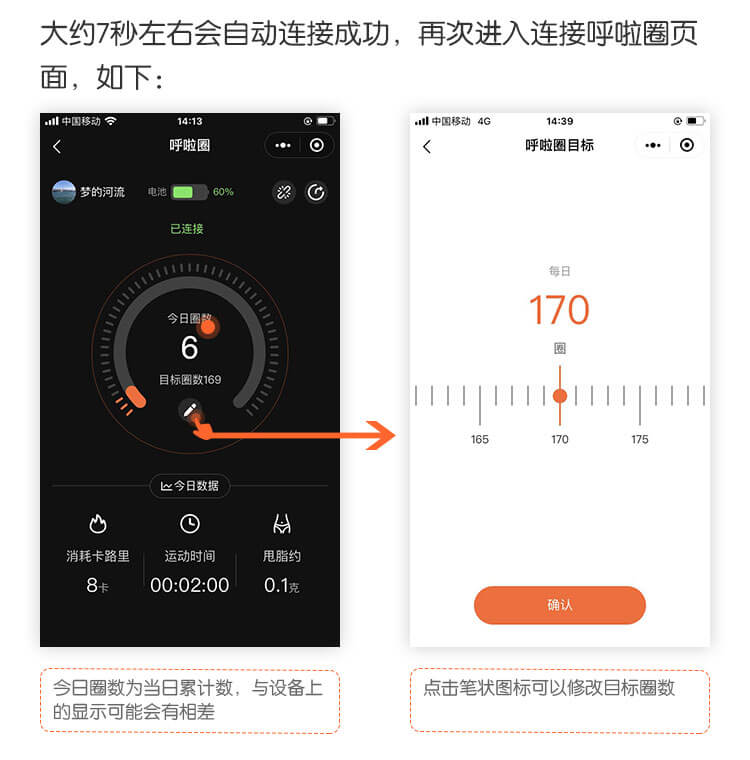 大约7秒左右会自动连接成功，再次进入连接呼啦圈页
面，如下：
中国移动
14:13
呼啦圈
梦的河流
电池
60%
已连接
今日圈数
6
目标圈数169
今日数据
消耗卡路里
运动时间
甩脂约
8卡
00:02:00
0.1克
今日圈数为当日累计数，与设备上
的显示可能会有相差
中国移动 4G
14:39
呼啦圈目标
每日
170
圈
165
170
175
确认
点击笔状图标可以修改目标圈数